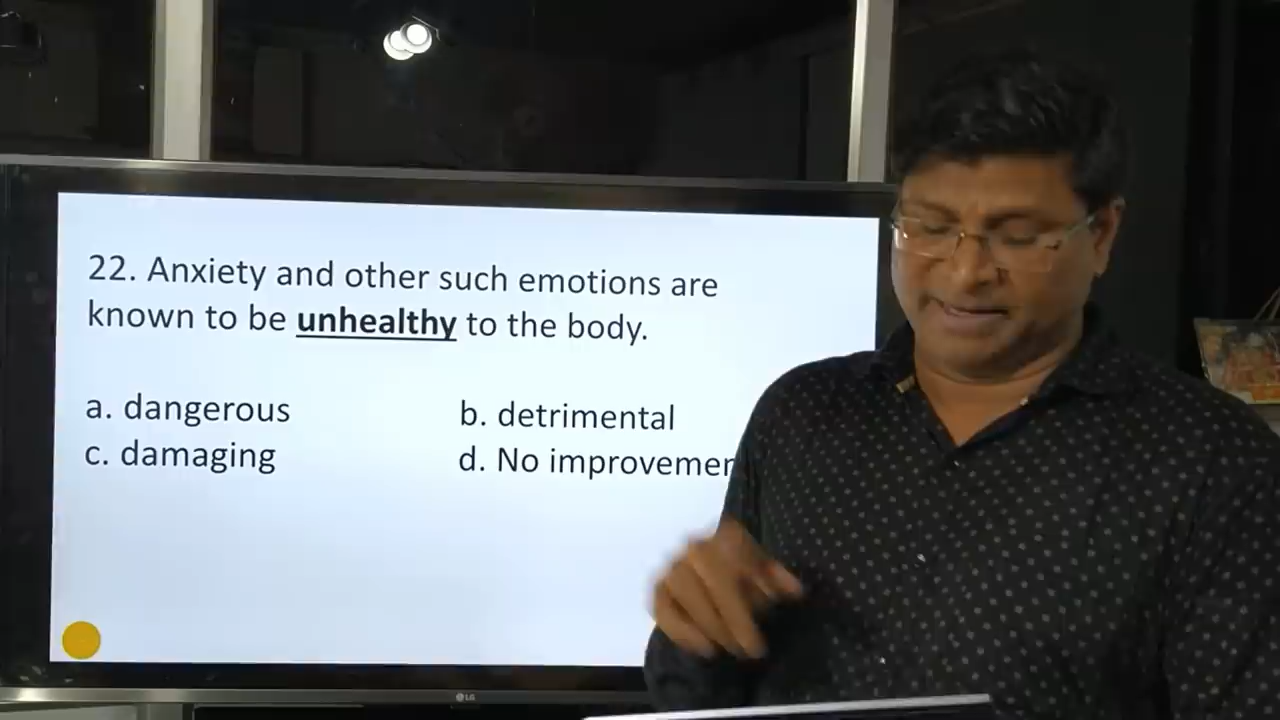 22. Anxiety and other such emotions are
known to be unhealthy to the body.
a. dangerous b. detrimental
c. damaging d. No
LG